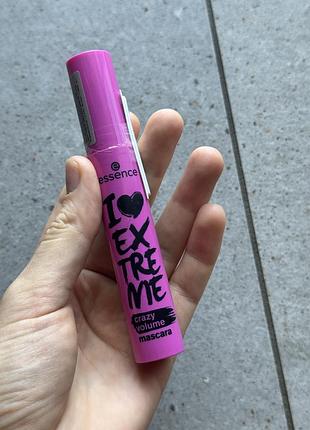 e
essence
I ♥
EX
TRE
ME
crazy
volume
mascara